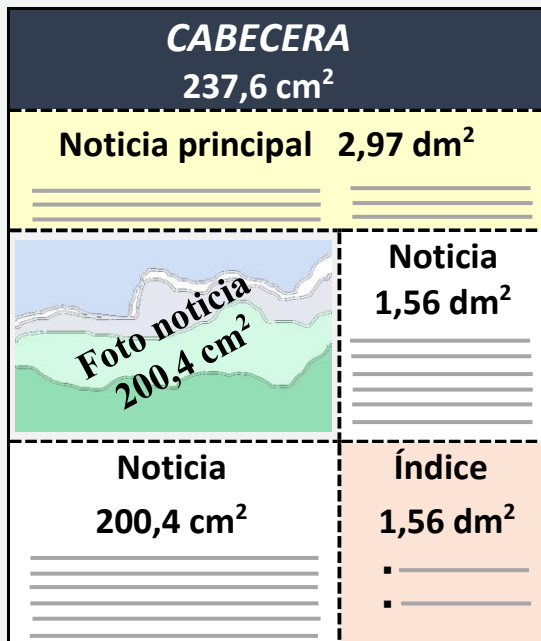 CABECERA
237,6 cm²
Noticia principal 2,97 dm²
Foto noticia
200,4 cm²
Noticia
1,56 dm²
Noticia
200,4 cm²
Índice
1,56 dm²